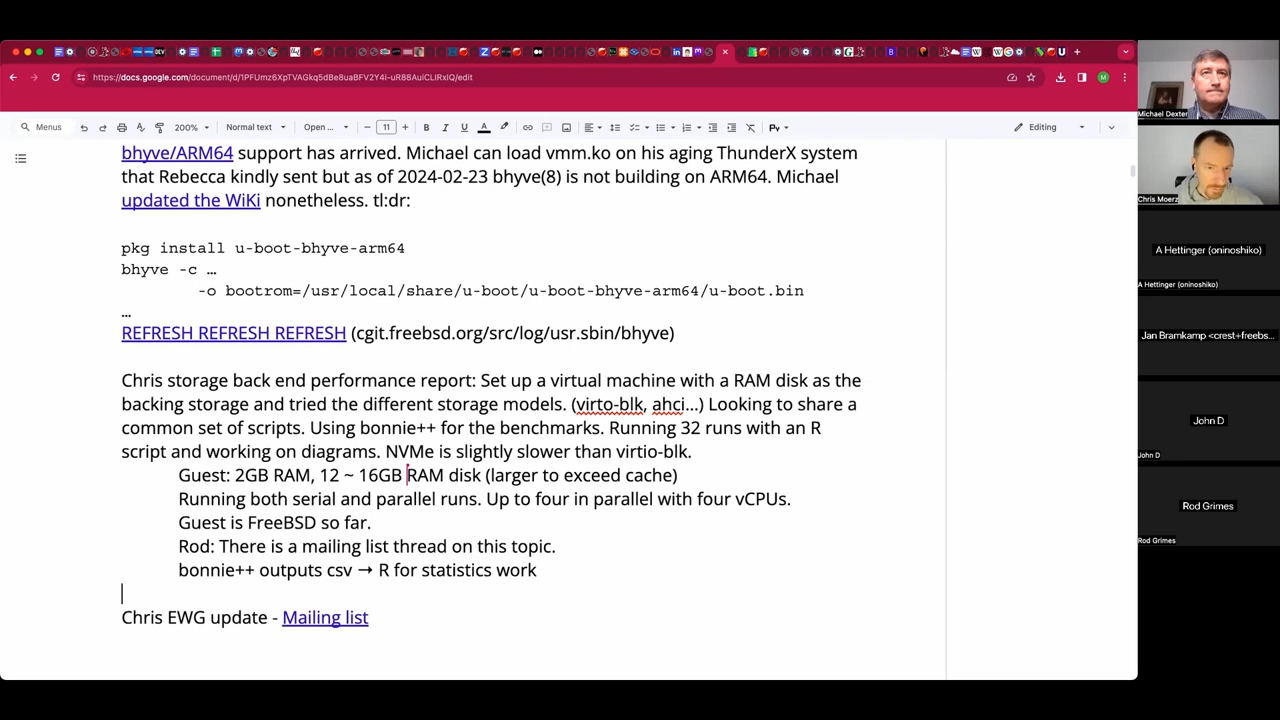 https://docs.google.com/document/d/1PFUmz6XpTVAGkq5dBe8uaBFV2Y4i-uR88AuiCLIRxIQ/edit
Menus
200%
Normal text
Open ...
11
Editing
bhyve/ARM64 support has arrived. Michael can load vmm.ko on his aging ThunderX system
that Rebecca kindly sent but as of 2024-02-23 bhyve(8) is not building on ARM64. Michael
updated the WiKi nonetheless. tl:dr:
pkg install u-boot-bhyve-arm64
bhyve -c …
-o bootrom=/usr/local/share/u-boot/u-boot-bhyve-arm64/u-boot.bin
…
REFRESH REFRESH REFRESH (cgit.freebsd.org/src/log/usr.sbin/bhyve)
Chris storage back end performance report: Set up a virtual machine with a RAM disk as the
backing storage and tried the different storage models. (virto-blk, ahci…) Looking to share a
common set of scripts. Using bonnie++ for the benchmarks. Running 32 runs with an R
script and working on diagrams. NVMe is slightly slower than virtio-blk.
Guest: 2GB RAM, 12 ~ 16GB RAM disk (larger to exceed cache)
Running both serial and parallel runs. Up to four in parallel with four vCPUs.
Guest is FreeBSD so far.
Rod: There is a mailing list thread on this topic.
bonnie++ outputs csv → R for statistics work
Chris EWG update - Mailing list
Michael Dexter
Chris Moerz
A Hettinger (oninoshiko)
A Hettinger (oninoshiko)
Jan Bramkamp <crest+freebs...
John D
John D
Rod Grimes
Rod Grimes